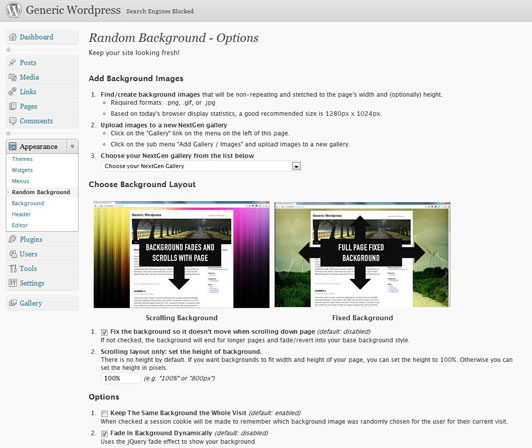 Generic Wordpress Search Engines Blocked
Dashboard
Posts
Media
Links
Pages
Comments
Appearance
Themes
Widgets
Menus
Random Background
Background
Header
Editor
Plugins
Users
Tools
Settings
Gallery
Random Background - Options
Keep your site looking fresh!
Add Background Images
1. Find/create background images that will be non-repeating and stetched to the page's width and (optionally) height.
Required formats: .png, .gif, or .jpg
Based on today's browser display statistics, a good recommended size is 1280px x 1024px.
2. Upload images to a new NextGen gallery
Click on the "Gallery" link on the menu on the left of this page.
Click on the sub menu "Add Gallery / Images" and upload images to a new gallery.
3. Choose your NextGen gallery from the list below
Choose your NextGen Gallery
Choose Background Layout
Generic Wordpress
BACKGROUND FADES AND
SCROLLS WITH PAGE
Scrolling Background
Generic Wordpress
FULL PAGE FIXED
BACKGROUND
Fixed Background
1. Fix the background so it doesn't move when scrolling down page (default: disabled)
If not checked, the background will end for longer pages and fade/revert into your base background style.
2. Scrolling layout only: set the height of background.
There is no height by default. If you want backgrounds to fit width and height of your page, you can set the height to 100%. Otherwise you can
set the height in pixels.
100% (e.g. "100%" or "800px")
Options
1. Keep The Same Background the Whole Visit (default: enabled)
When checked a session cookie will be made to remember which background image was randomly chosen for the user for their current visit.
2. Fade In Background Dynamically (default: disabled)
Uses the jQuery fade effect to show your background